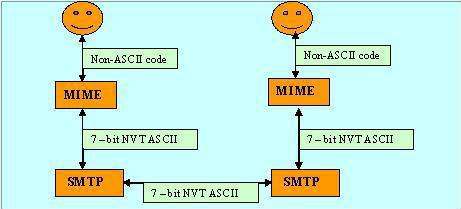 Non-ASCII code
Non-ASCII code
MIME
MIME
7 –bit NVT ASCII
7 –bit NVT ASCII
SMTP
7 –bit NVT ASCII
SMTP